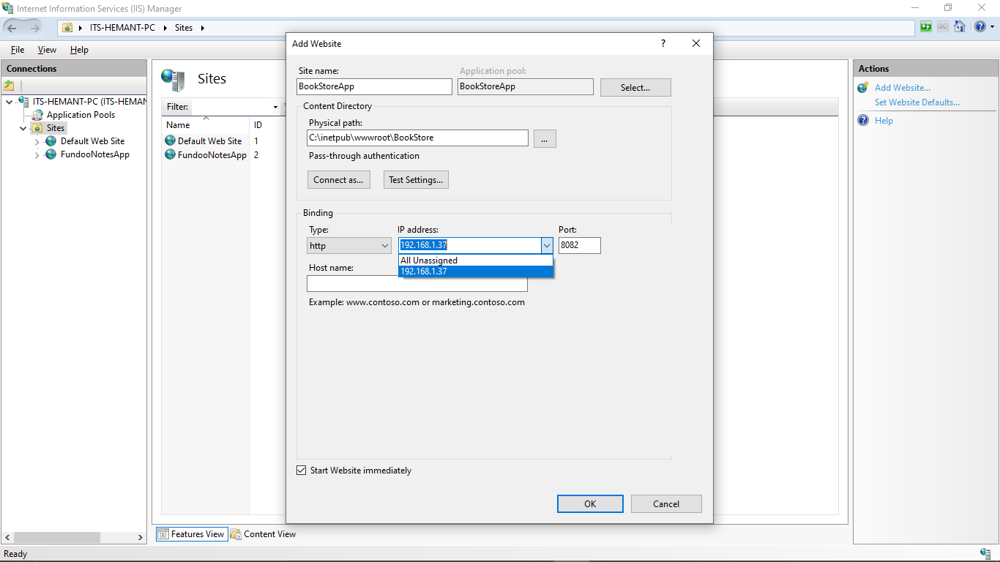 Internet Information Services (IIS) Manager
ITS-HEMANT-PC
Sites
File View Help
Connections
ITS-HEMANT-PC (ITS-HEMAN
Application Pools
Sites
Default Web Site
FundooNotesApp
Sites
Filter:
Name ID
Default Web Site 1
FundooNotesApp 2
Add Website
?
Site name: Application pool:
BookStoreApp BookStoreApp Select...
Content Directory
Physical path:
C:\inetpub\wwwroot\BookStore ...
Pass-through authentication
Connect as... Test Settings...
Binding
Type: IP address: Port:
http 192.168.1.37 8082
All Unassigned
192.168.1.37
Host name:
Example: www.contoso.com or marketing.contoso.com
Start Website immediately
OK Cancel
Actions
Add Website...
Set Website Defaults...
Help
Features View Content View
Ready